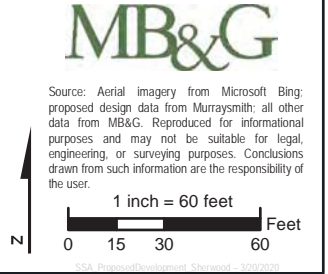 MB&G
Source: Aerial imagery from Microsoft Bing;
proposed design data from Murraysmith; all other
data from MB&G. Reproduced for informational
purposes and may not be suitable for legal,
engineering, or surveying purposes. Conclusions
drawn from such information are the responsibility of
the user.
1 inch = 60 feet
Feet
N
0 15 30 60
SSA_ProposedDevelopment_Sherwood – 3/20/2020